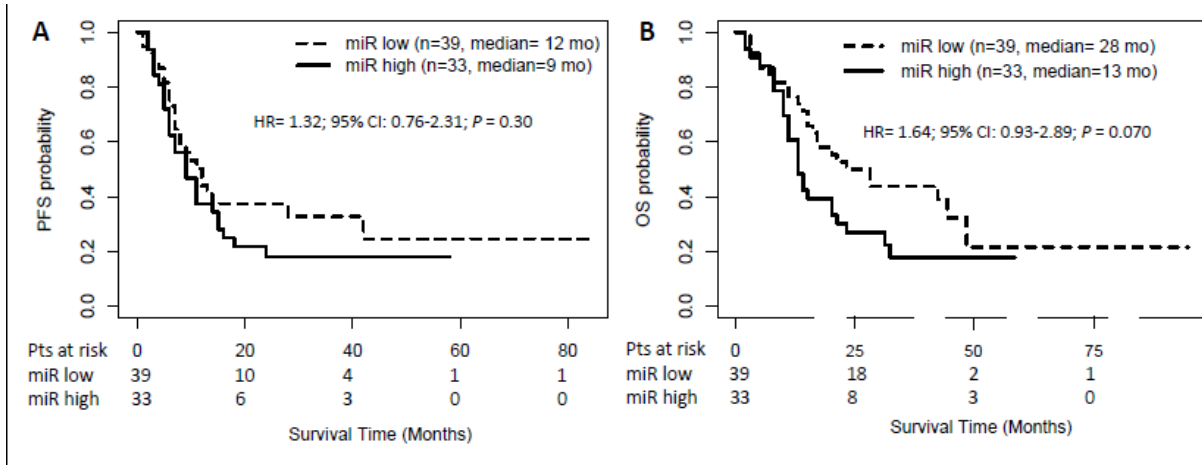 A
miR low (n=39, median= 12 mo)
miR high (n=33, median=9 mo)
HR= 1.32; 95% CI: 0.76-2.31; P = 0.30
PFS probability
1.0
0.8
0.6
0.4
0.2
0.0
Pts at risk 0 20 40 60 80
miR low 39 10 4 1 1
miR high 33 6 3 0 0
Survival Time (Months)
B
miR low (n=39, median= 28 mo)
miR high (n=33, median=13 mo)
HR= 1.64; 95% CI: 0.93-2.89; P = 0.070
OS probability
1.0
0.8
0.6
0.4
0.2
0.0
Pts at risk 0 25 50 75
miR low 39 18 2 1
miR high 33 8 3 0
Survival Time (Months)